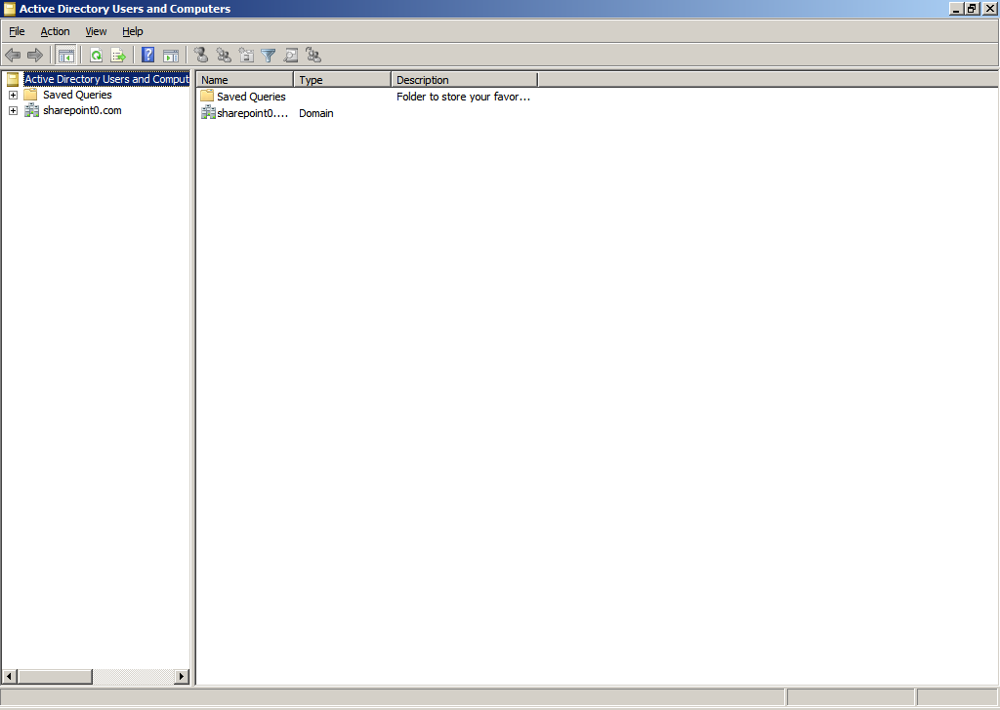 Active Directory Users and Computers
File Action View Help
Active Directory Users and Comput
Saved Queries
sharepoint0.com
Name Type Description
Saved Queries Folder to store your favor...
sharepoint0.... Domain